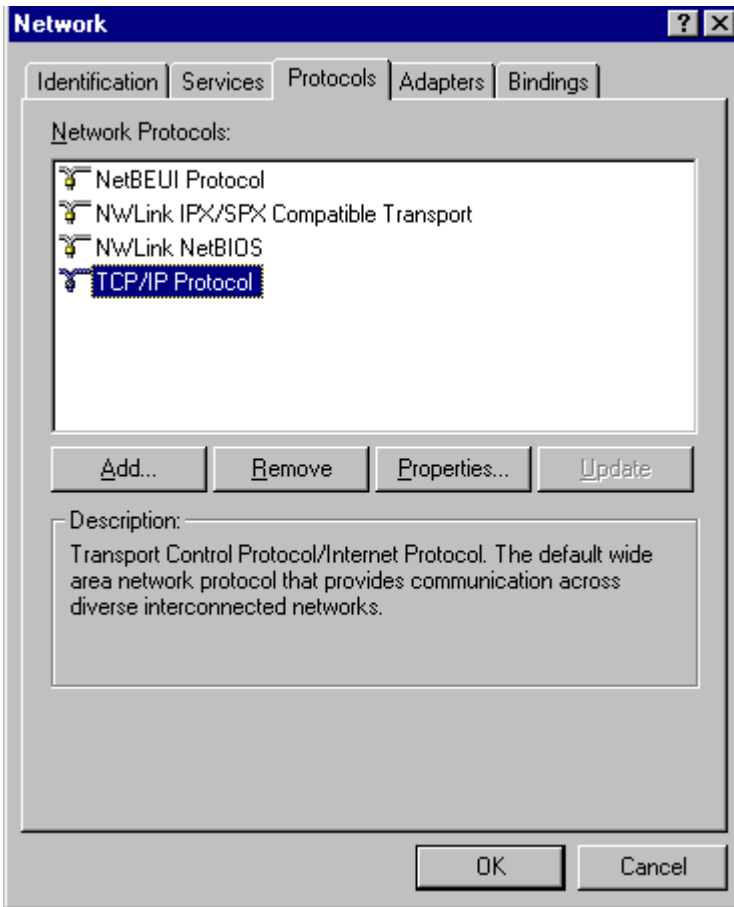 Network
Identification Services Protocols Adapters Bindings
Network Protocols:
NetBEUI Protocol
NWLink IPX/SPX Compatible Transport
NWLink NetBIOS
TCP/IP Protocol
Add... Remove Properties... Update
Description:
Transport Control Protocol/Internet Protocol. The default wide
area network protocol that provides communication across
diverse interconnected networks.
OK Cancel